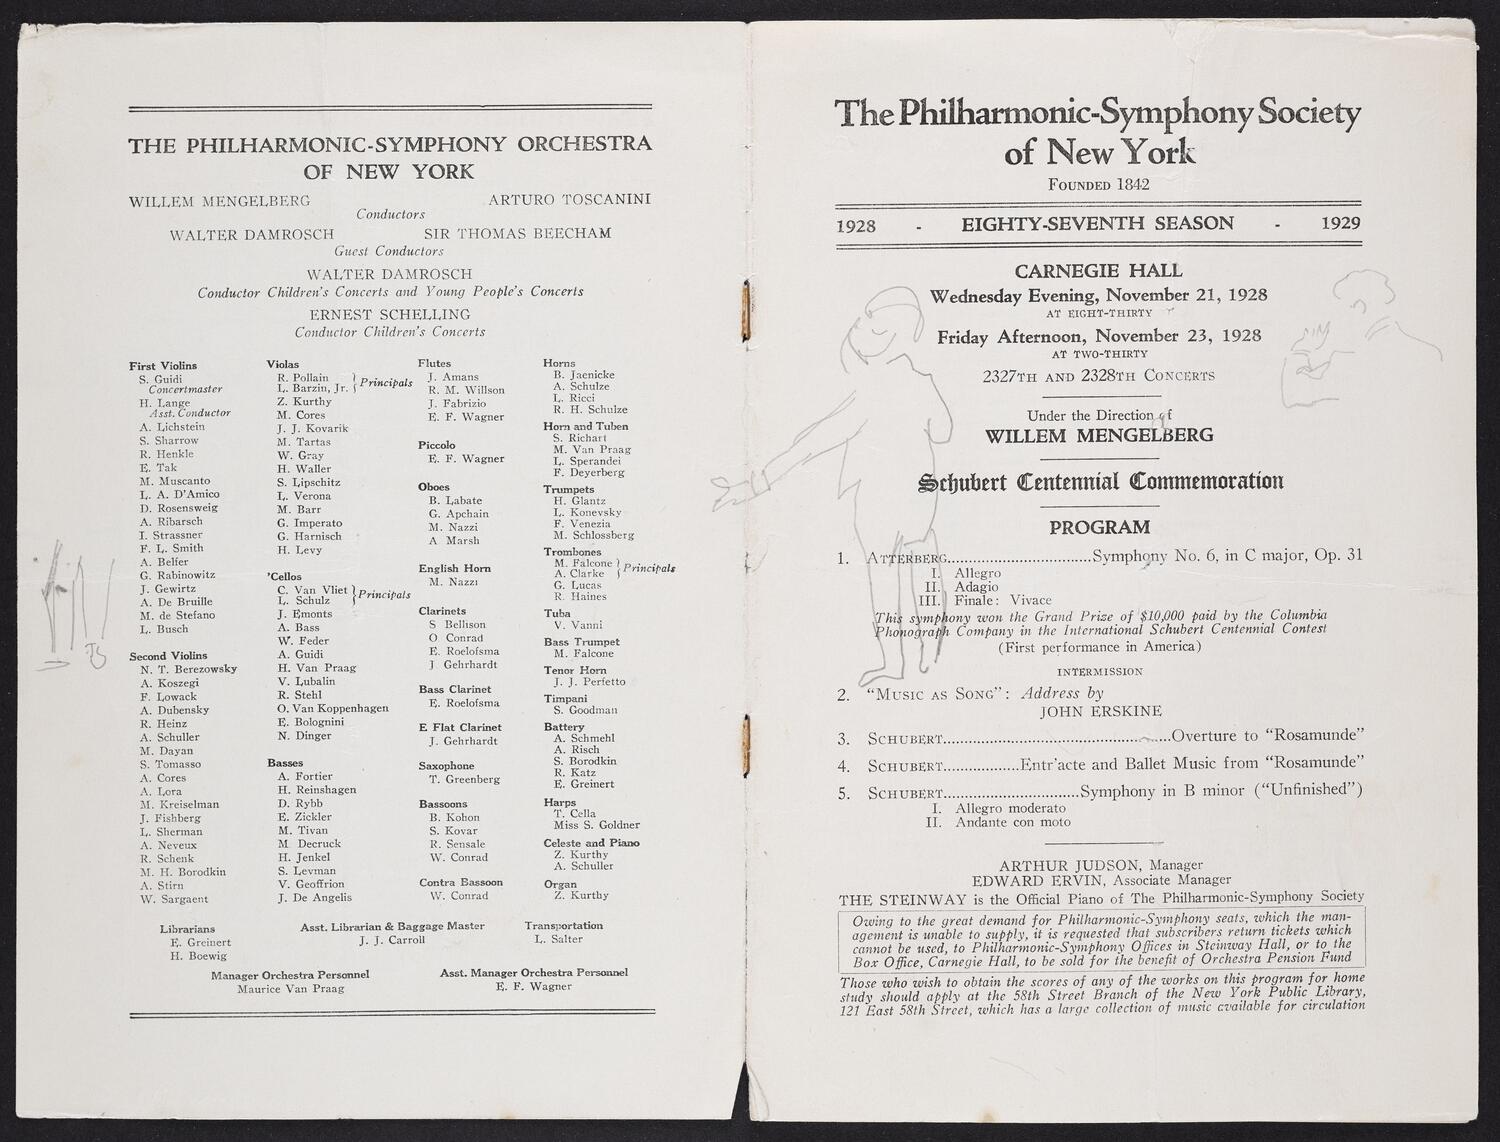 THE PHILHARMONIC-SYMPHONY ORCHESTRA
OF NEW YORK
WILLEM MENGELBERG ARTURO TOSCANINI
Conductors
WALTER DAMROSCH SIR THOMAS BEECHAM
Guest Conductors
WALTER DAMROSCH
Conductor Children's Concerts and Young People's Concerts
ERNEST SCHELLING
Conductor Children's Concerts
First Violins
S. Guidi
Concertmaster
H. Lange
Asst. Conductor
A. Lichstein
S. Sharrow
R. Henkle
E. Tak
M. Muscanto
L. A. D'Amico
D. Rosensweig
A. Ribarsch
I. Strassner
F. L. Smith
A. Belfer
G. Rabinowitz
J. Gewirtz
A. De Bruille
M. de Stefano
L. Busch
Second Violins
N. T. Berezowsky
A. Koszegi
F. Lowack
A. Dubensky
R. Heinz
A. Schuller
M. Dayan
S. Tomasso
A. Cores
A. Lora
M. Kreiselman
J. Fishberg
L. Sherman
A. Neveux
R. Schenk
M. H. Borodkin
A. Stirn
W. Sargaent
Violas
R. Pollain
L. Barzin, Jr.
Principals
Z. Kurthy
M. Cores
J. J. Kovarik
M. Tartas
W. Gray
H. Waller
S. Lipschitz
L. Verona
M. Barr
G. Imperato
G. Harnisch
H. Levy
'Cellos
C. Van Vliet
L. Schulz
Principals
J. Emonts
A. Bass
W. Feder
A. Guidi
H. Van Praag
V. Lubalin
R. Stehl
O. Van Koppenhagen
E. Bolognini
N. Dinger
Basses
A. Fortier
H. Reinshagen
D. Rybb
E. Zickler
M. Tivan
M Decruck
H. Jenkel
S. Levman
V. Geoffrion
J. De Angelis
Flutes
J. Amans
R. M. Willson
J. Fabrizio
E. F. Wagner
Piccolo
E. F. Wagner
Oboes
B. Labate
G. Apchain
M. Nazzi
A Marsh
English Horn
M. Nazzi
Clarinets
S Bellison
O Conrad
E. Roelofsma
J Gehrhardt
Bass Clarinet
E. Roelofsma
E Flat Clarinet
J. Gehrhardt
Saxophone
T. Greenberg
Bassoons
B. Kohon
S. Kovar
R. Sensale
W. Conrad
Contra Bassoon
W. Conrad
Horns
B. Jaenicke
A. Schulze
L. Ricci
R. H. Schulze
Horn and Tuben
S. Richart
M. Van Praag
L. Sperandei
F. Deyerberg
Trumpets
H. Glantz
L. Konevsky
F. Venezia
M. Schlossberg
Trombones
M. Falcone
A. Clarke
Principals
G. Lucas
R. Haines
Tuba
V. Vanni
Bass Trumpet
M. Falcone
Tenor Horn
J. J. Perfetto
Timpani
S. Goodman
Battery
A. Schmehl
A. Risch
S. Borodkin
R. Katz
E. Greinert
Harps
T. Cella
Miss S. Goldner
Celeste and Piano
Z. Kurthy
A. Schuller
Organ
Z. Kurthy
Librarians
E. Greinert
H. Boewig
Asst. Librarian & Baggage Master
J. J. Carroll
Transportation
L. Salter
Manager Orchestra Personnel
Maurice Van Praag
Asst. Manager Orchestra Personnel
E. F. Wagner
The Philharmonic-Symphony Society
of New York
FOUNDED 1842
1928 - EIGHTY-SEVENTH SEASON - 1929
CARNEGIE HALL
Wednesday Evening, November 21, 1928
AT EIGHT-THIRTY
Friday Afternoon, November 23, 1928
AT TWO-THIRTY
2327TH AND 2328TH CONCERTS
Under the Direction of
WILLEM MENGELBERG
Schubert Centennial Commemoration
PROGRAM
1. ATTERBERG................................Symphony No. 6, in C major, Op. 31
I. Allegro
II. Adagio
III. Finale: Vivace
This symphony won the Grand Prize of $10,000 paid by the Columbia
Phonograph Company in the International Schubert Centennial Contest
(First performance in America)
INTERMISSION
2. "MUSIC AS SONG": Address by
JOHN ERSKINE
3. SCHUBERT..................................................Overture to "Rosamunde"
4. SCHUBERT.................Entr'acte and Ballet Music from "Rosamunde"
5. SCHUBERT..............................Symphony in B minor ("Unfinished")
I. Allegro moderato
II. Andante con moto
ARTHUR JUDSON, Manager
EDWARD ERVIN, Associate Manager
THE STEINWAY is the Official Piano of The Philharmonic-Symphony Society
Owing to the great demand for Philharmonic-Symphony seats, which the man-
agement is unable to supply, it is requested that subscribers return tickets which
cannot be used, to Philharmonic-Symphony Offices in Steinway Hall, or to the
Box Office, Carnegie Hall, to be sold for the benefit of Orchestra Pension Fund
Those who wish to obtain the scores of any of the works on this program for home
study should apply at the 58th Street Branch of the New York Public Library,
121 East 58th Street, which has a large collection of music available for circulation